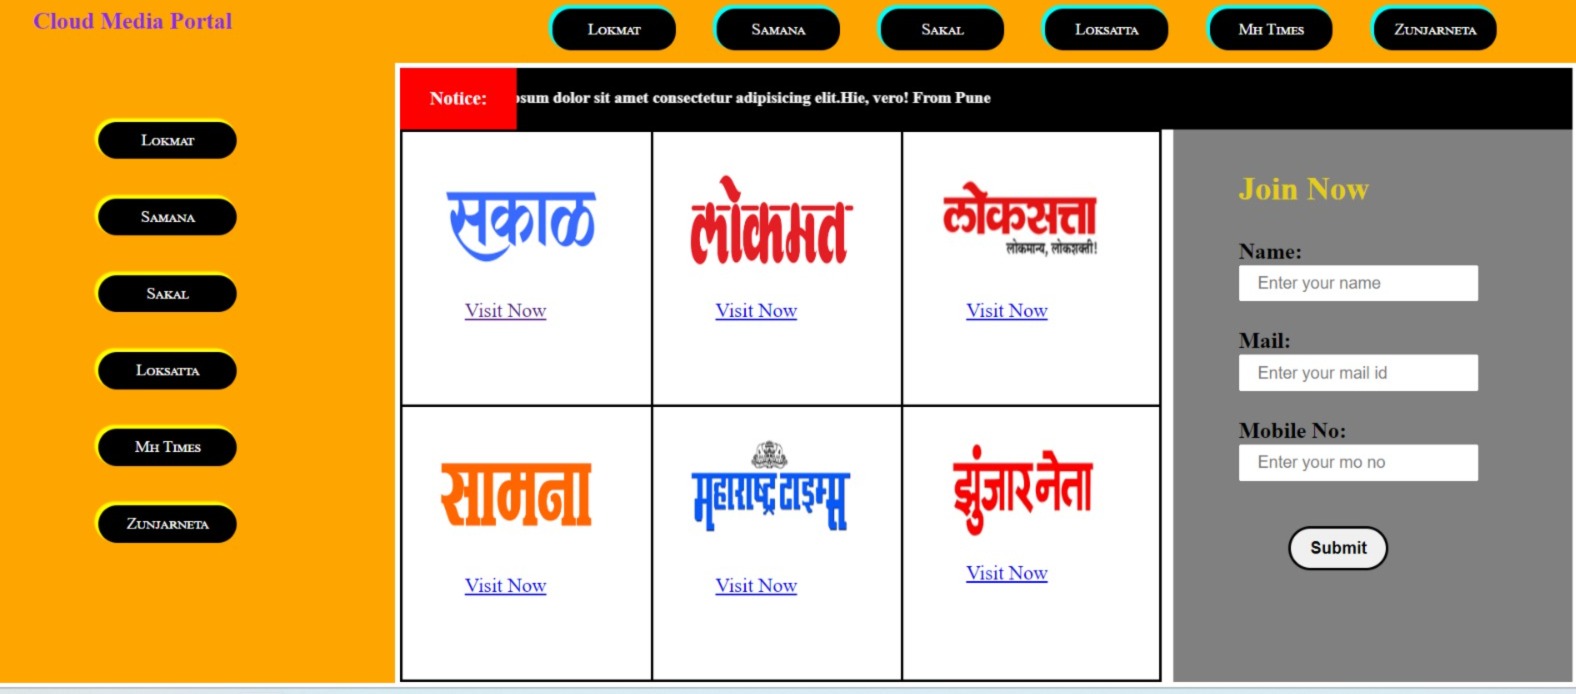 Cloud Media Portal
Lokmat Samana Sakal Loksatta Mh Times Zunjarneta
Notice: sum dolor sit amet consectetur adipisicing elit.Hie, vero! From Pune
Lokmat
Samana
Sakal
Loksatta
Mh Times
Zunjarneta
सकाळ
Visit Now
लोकमत
Visit Now
लोकसत्ता
लोकमान्य, लोकशक्ती!
Visit Now
सामना
Visit Now
महाराष्ट्र टाइम्स
Visit Now
झुंजार नेता
Visit Now
Join Now
Name:
Enter your name
Mail:
Enter your mail id
Mobile No:
Enter your mo no
Submit